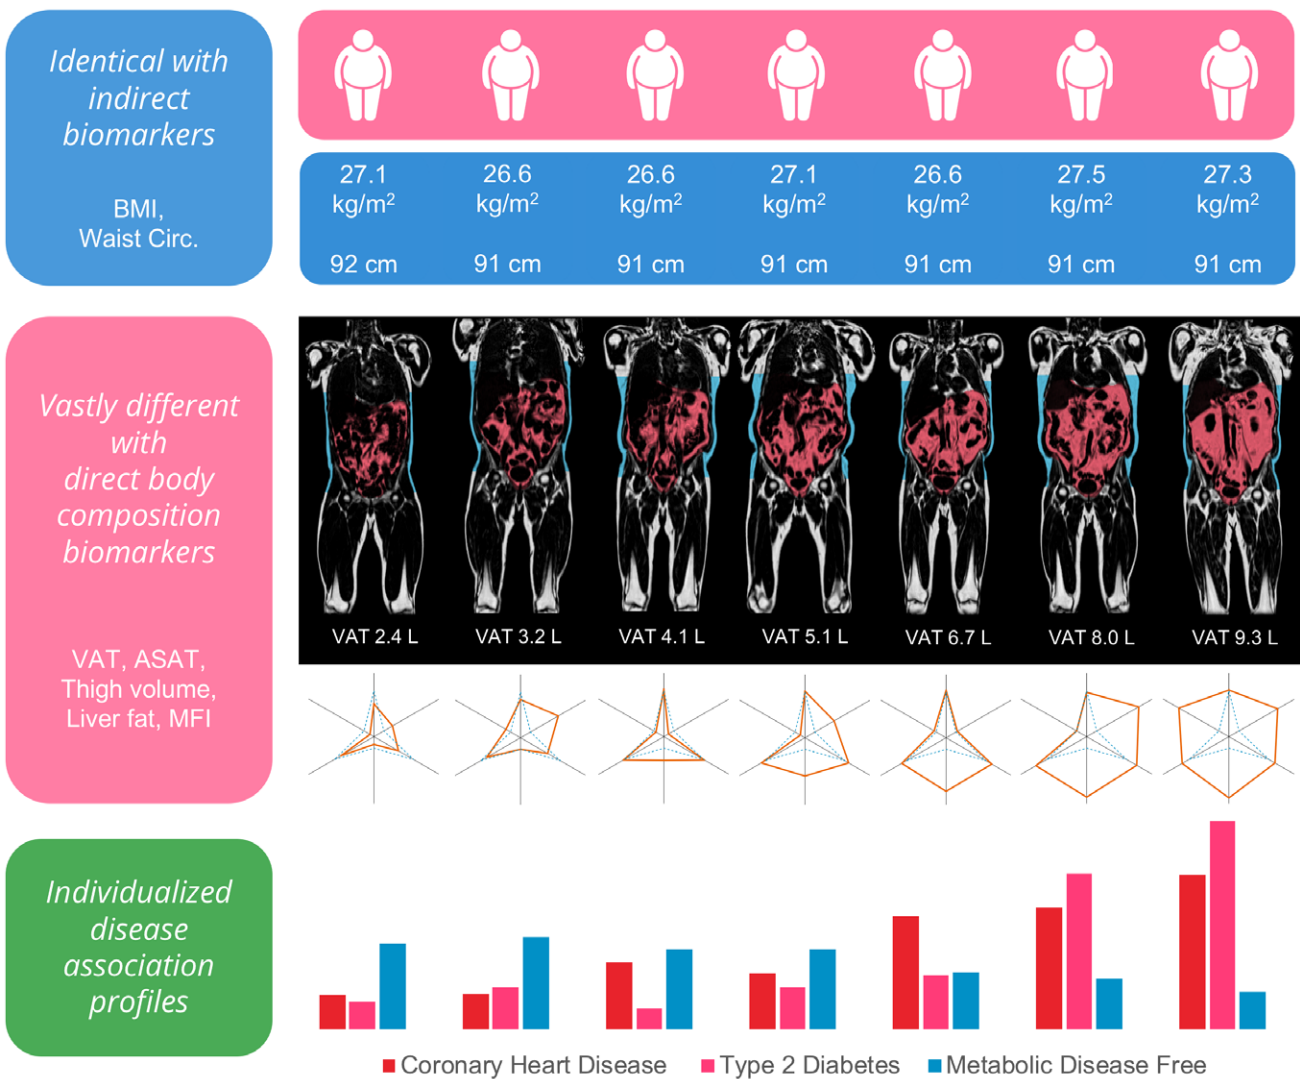 Identical with
indirect
biomarkers
BMI,
Waist Circ.
27.1 26.6 26.6 27.1 26.6 27.5 27.3
kg/m² kg/m² kg/m² kg/m² kg/m² kg/m² kg/m²
92 cm 91 cm 91 cm 91 cm 91 cm 91 cm 91 cm
Vastly different
with
direct body
composition
biomarkers
VAT, ASAT,
Thigh volume,
Liver fat, MFI
VAT 2.4 L VAT 3.2 L VAT 4.1 L VAT 5.1 L VAT 6.7 L VAT 8.0 L VAT 9.3 L
Individualized
disease
association
profiles
Coronary Heart Disease Type 2 Diabetes Metabolic Disease Free